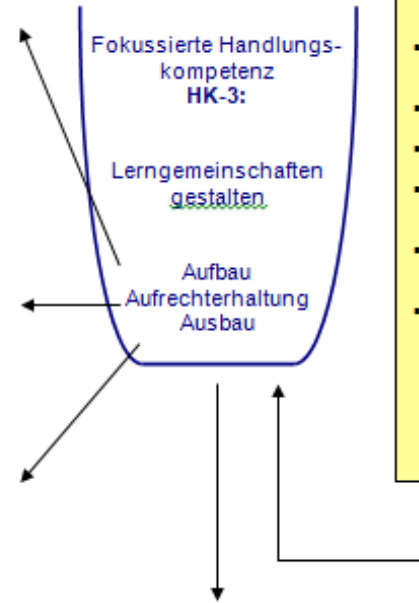 Fokussierte Handlungs-
kompetenz
HK-3:
Lerngemeinschaften
gestalten
Aufbau
Aufrechterhaltung
Ausbau